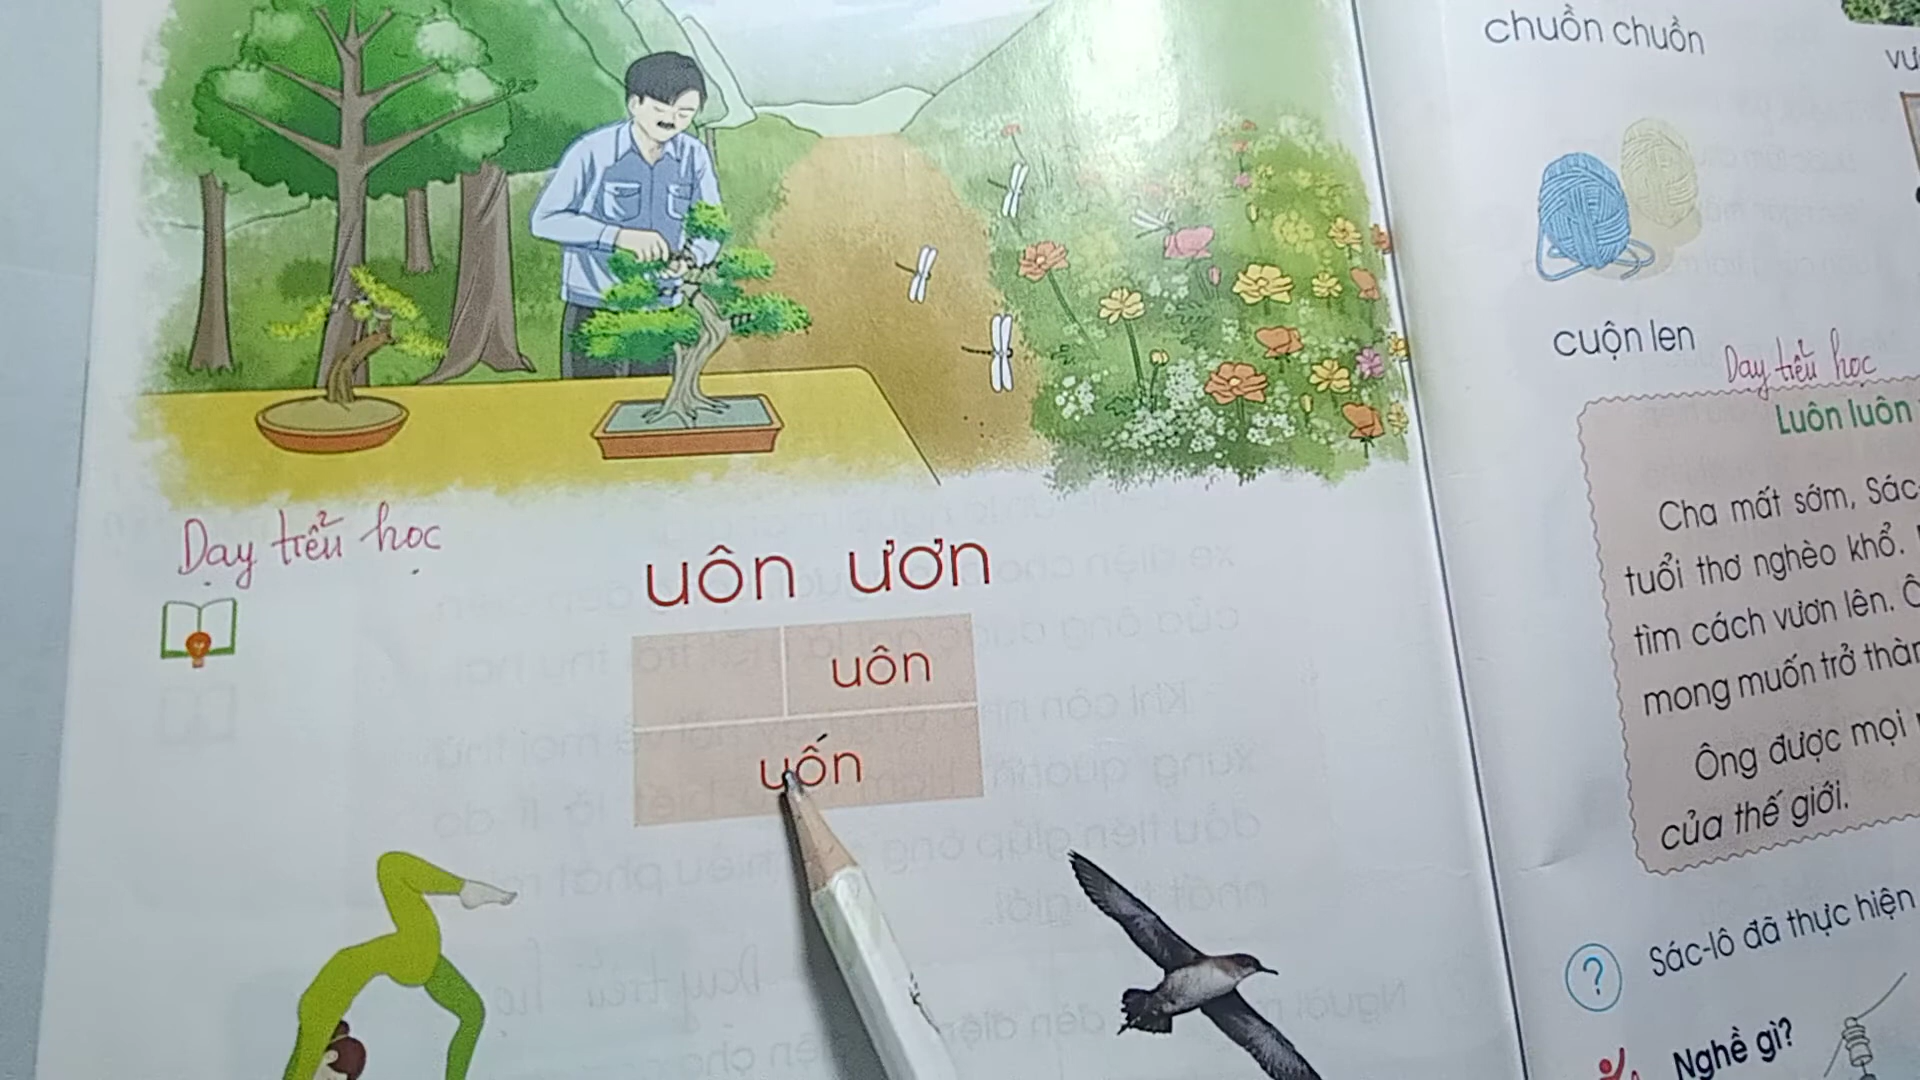 Dạy tiểu học
uôn ươn
uôn
uốn
chuồn chuồn
cuộn len
Dạy tiểu học
Luôn luôn
Cha mất sớm, Sác-
tuổi thơ nghèo khổ.
tìm cách vươn lên.
mong muốn trở thàn
Ông được mọi
của thế giới.
? Sác-lô đã thực hiện
Nghề gì?